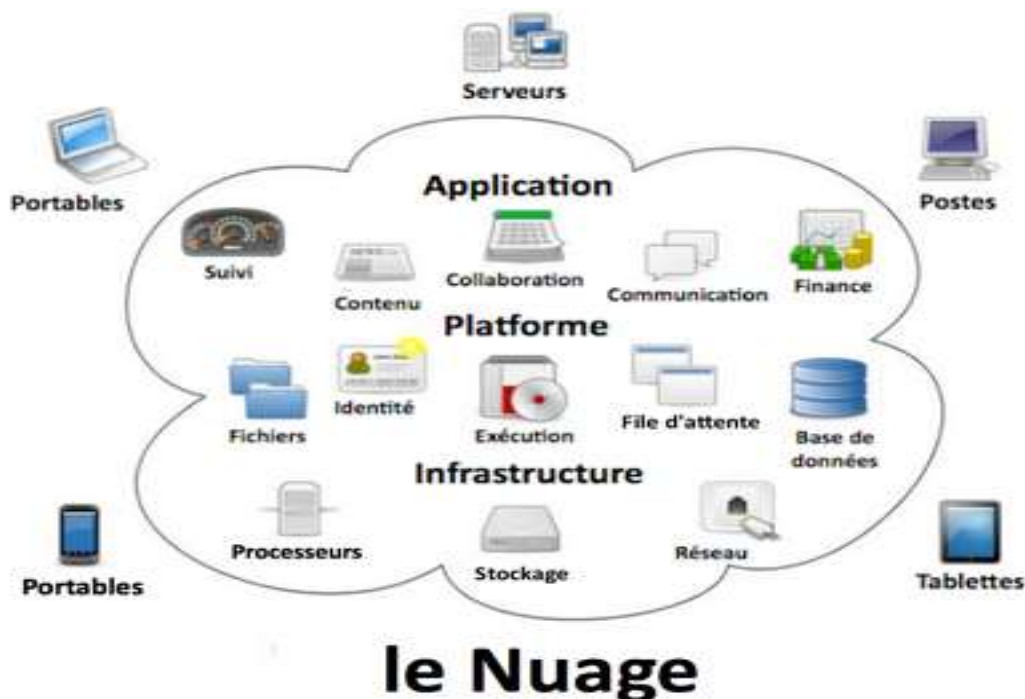 Serveurs
Portables
Postes
Application
Suivi
Contenu
Collaboration
Communication
Finance
Platforme
Fichiers
Identité
Exécution
File d'attente
Base de
données
Infrastructure
Processeurs
Stockage
Réseau
Portables
Tablettes
le Nuage